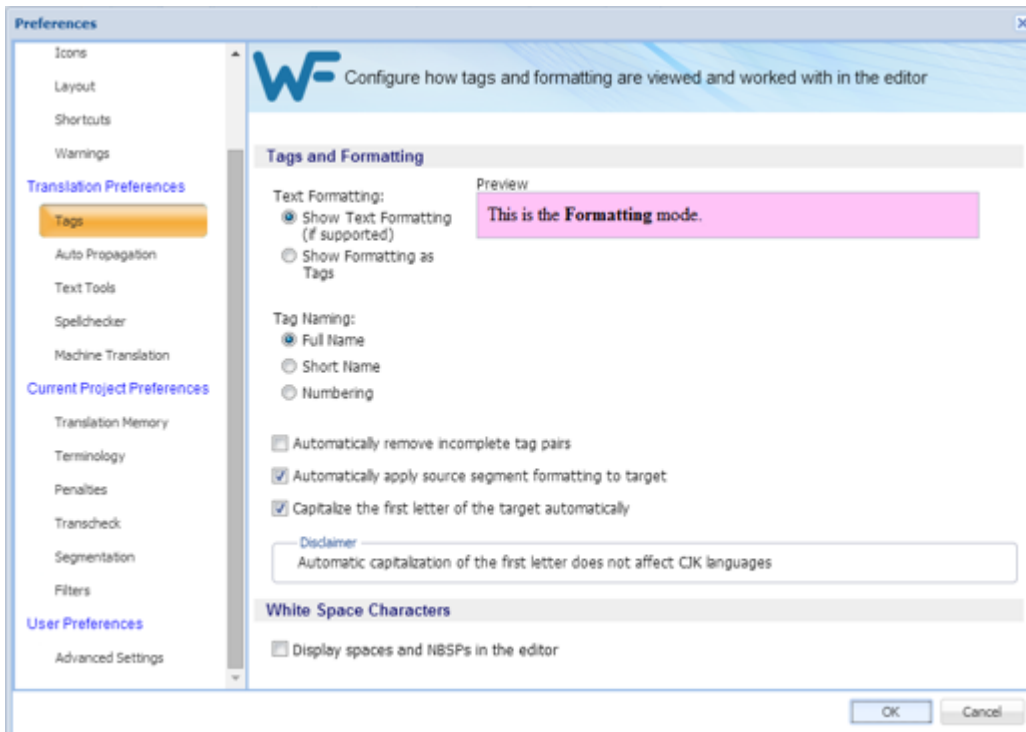 Preferences
Icons
Layout
Shortcuts
Warnings
Translation Preferences
Tags
Auto Propagation
Text Tools
Spellchecker
Machine Translation
Current Project Preferences
Translation Memory
Terminology
Penalties
Transcheck
Segmentation
Filters
User Preferences
Advanced Settings
WF
Configure how tags and formatting are viewed and worked with in the editor
Tags and Formatting
Text Formatting:
Show Text Formatting
(if supported)
Show Formatting as
Tags
Preview
This is the Formatting mode.
Tag Naming:
Full Name
Short Name
Numbering
Automatically remove incomplete tag pairs
Automatically apply source segment formatting to target
Capitalize the first letter of the target automatically
Disclaimer
Automatic capitalization of the first letter does not affect CJK languages
White Space Characters
Display spaces and NBSPs in the editor
OK
Cancel